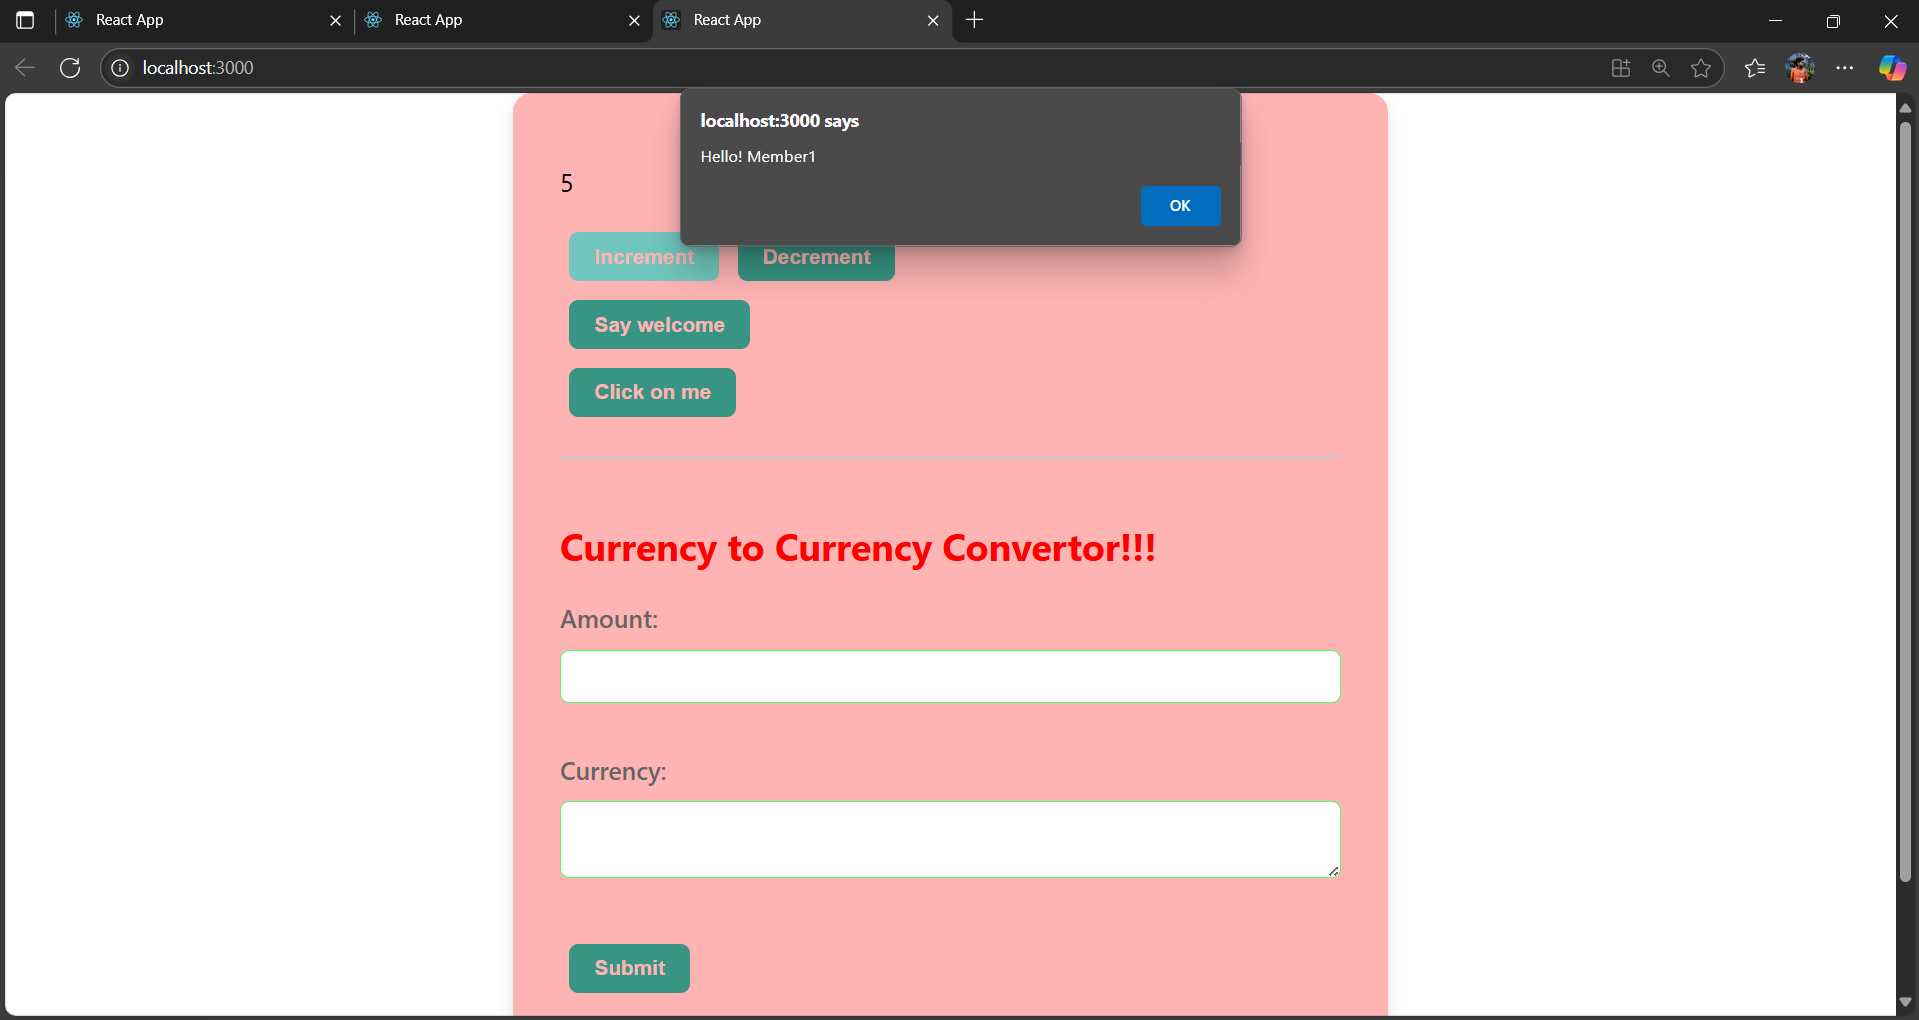 React App
React App
React App
localhost:3000
localhost:3000 says
Hello! Member1
OK
5
Increment Decrement
Say welcome
Click on me
Currency to Currency Convertor!!!
Amount:
Currency:
Submit